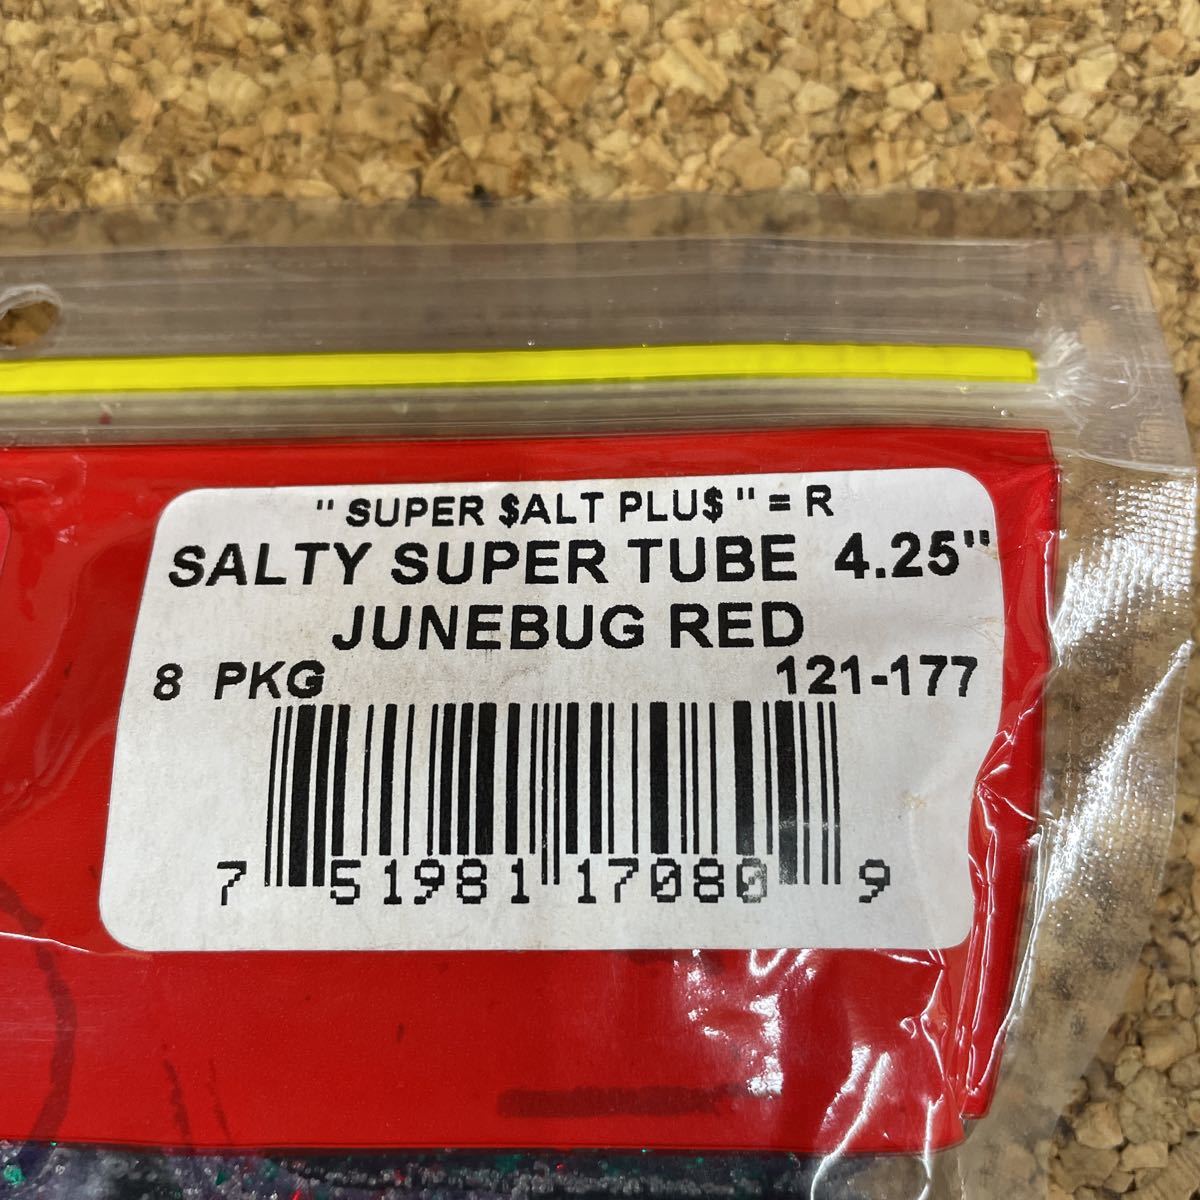 " SUPER $ALT PLU$ " = R
SALTY SUPER TUBE 4.25"
JUNEBUG RED
8 PKG 121-177
7 51981 17080 9